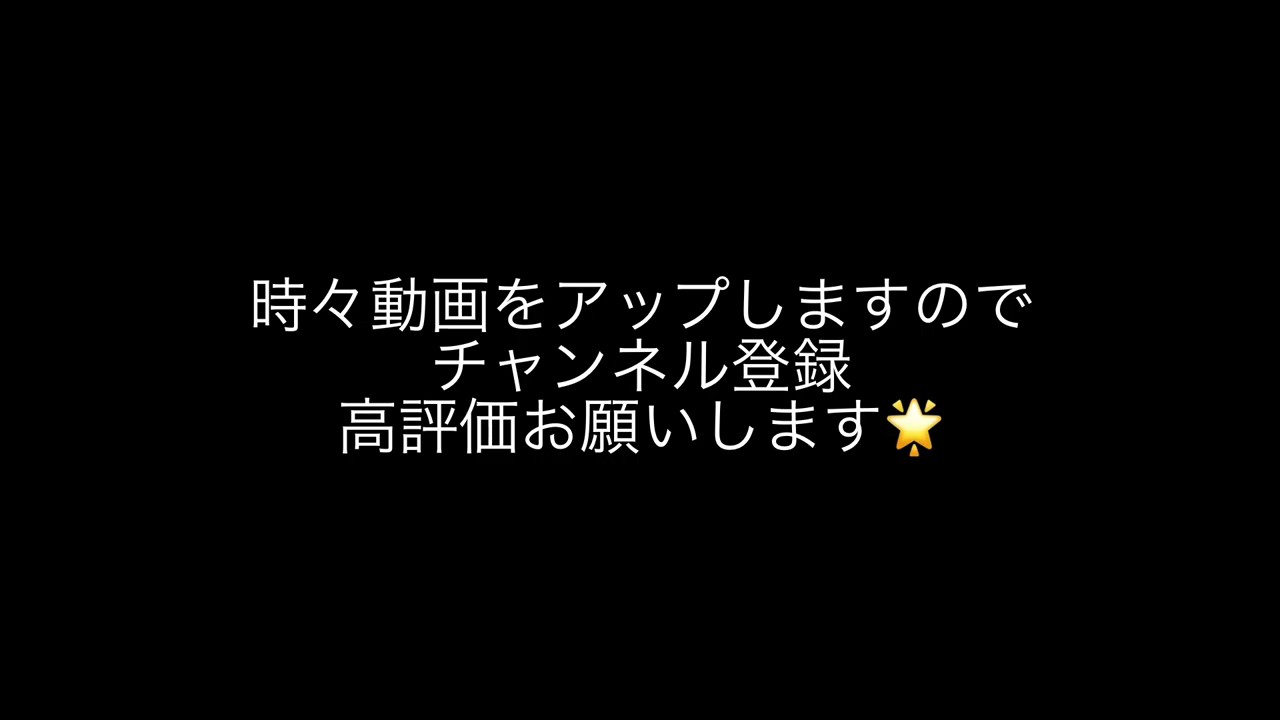 時々動画をアップしますので
チャンネル登録
高評価お願いします🌟